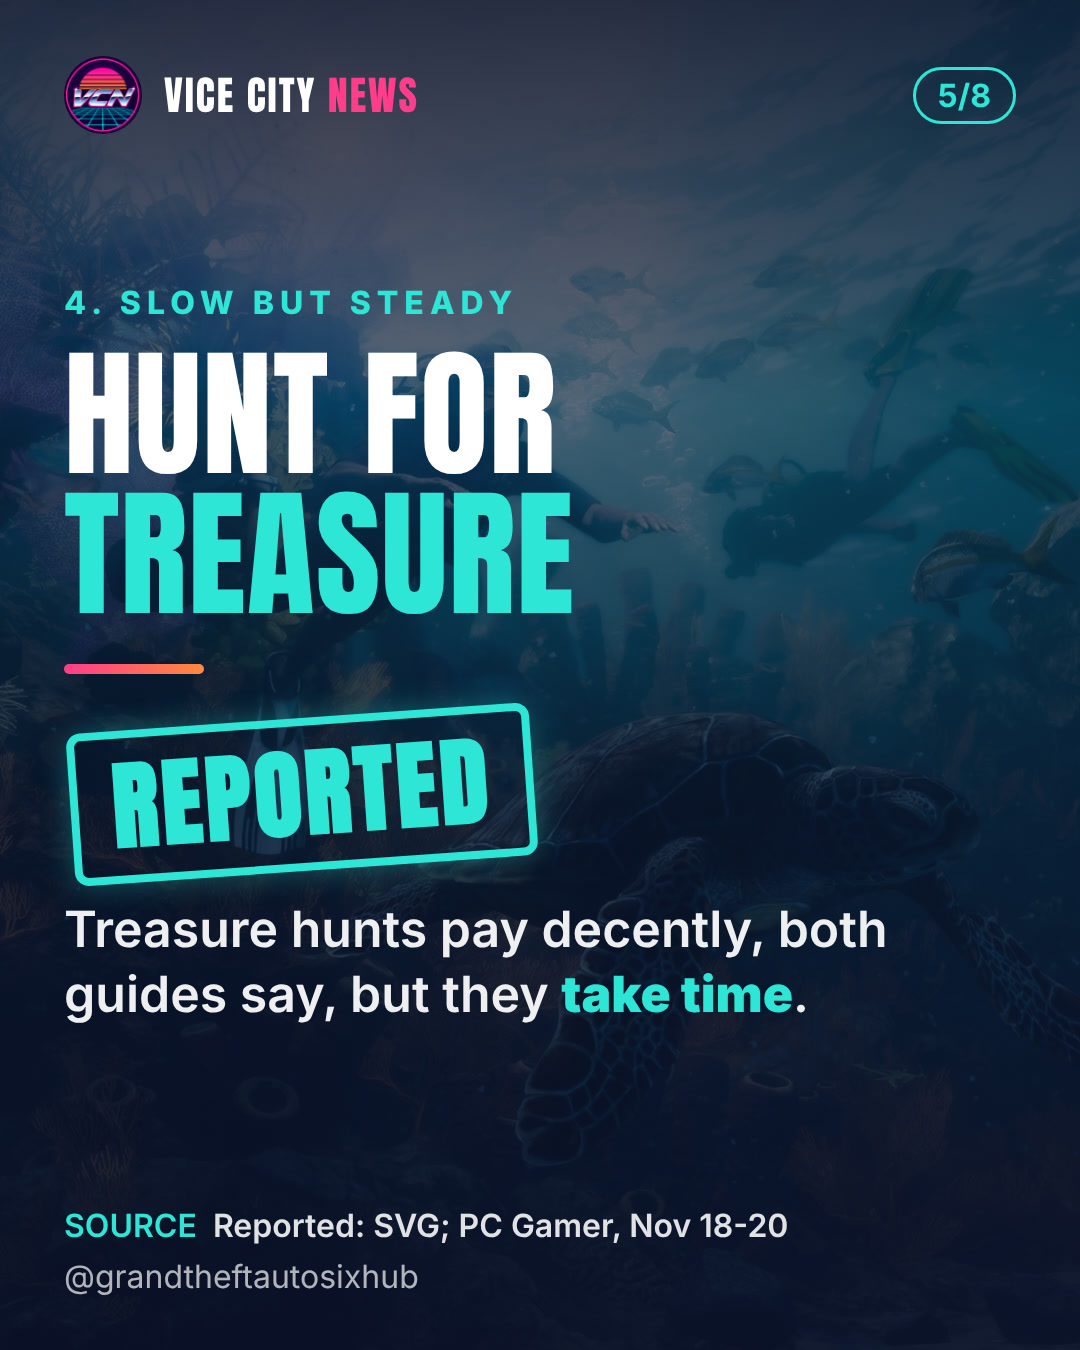 VCN
VICE CITY NEWS
5/8
4. SLOW BUT STEADY
HUNT FOR
TREASURE
REPORTED
Treasure hunts pay decently, both
guides say, but they take time.
SOURCE Reported: SVG; PC Gamer, Nov 18-20
@grandtheftautosixhub